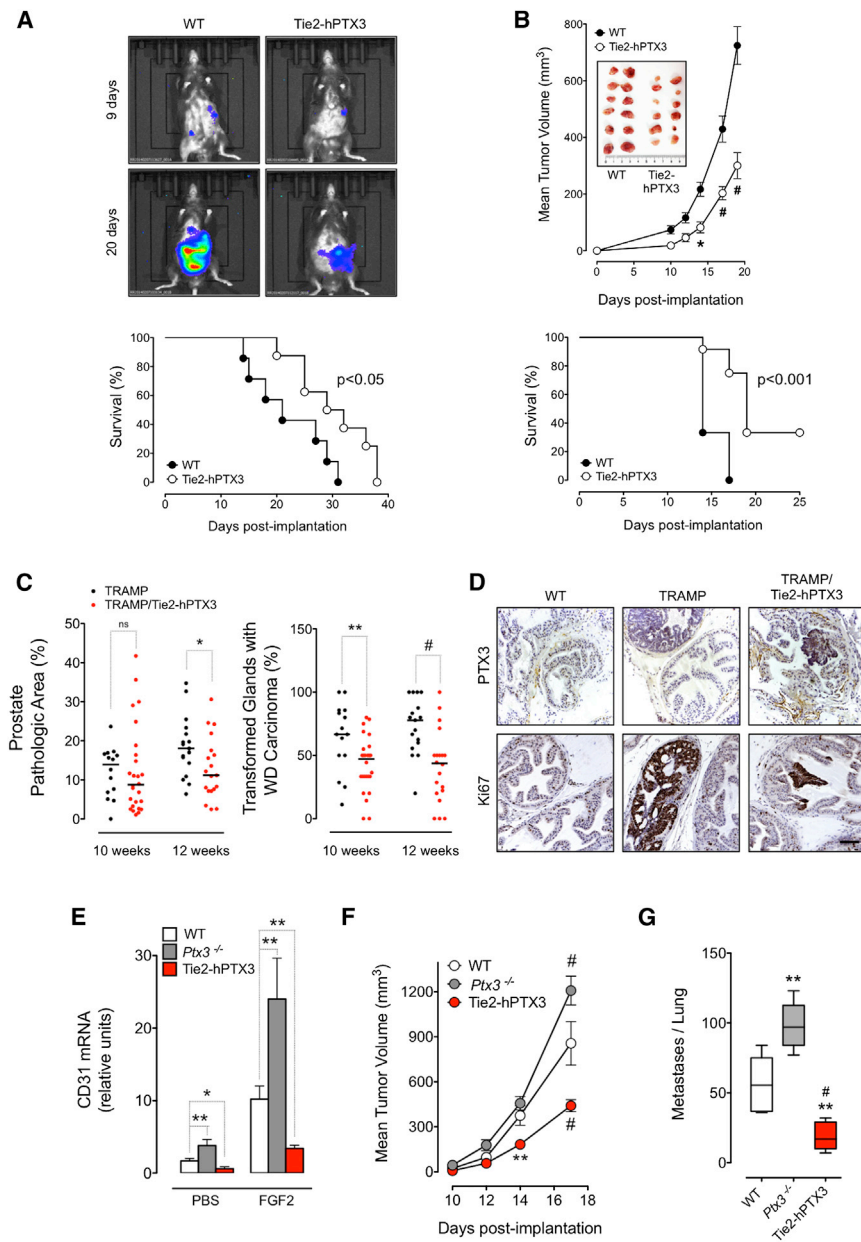 A
WT
Tie2-hPTX3
9 days
20 days
Survival (%)
100
80
60
40
20
0
p<0.05
WT
Tie2-hPTX3
0
10
20
30
40
Days post-implantation
B
WT
Tie2-hPTX3
Mean Tumor Volume (mm³)
800
600
400
200
0
WT
Tie2-
hPTX3
*
#
#
0
5
10
15
20
Days post-implantation
Survival (%)
100
80
60
40
20
0
p<0.001
WT
Tie2-hPTX3
0
5
10
15
20
25
Days post-implantation
C
TRAMP
TRAMP/Tie2-hPTX3
Prostate
Pathologic Area (%)
50
40
30
20
10
0
ns
*
10 weeks
12 weeks
Transformed Glands with
WD Carcinoma (%)
150
100
50
0
**
#
10 weeks
12 weeks
D
WT
TRAMP
TRAMP/
Tie2-hPTX3
PTX3
Ki67
E
WT
Ptx3 -/-
Tie2-hPTX3
CD31 mRNA
(relative units)
30
20
10
0
**
*
**
**
PBS
FGF2
F
WT
Ptx3 -/-
Tie2-hPTX3
Mean Tumor Volume (mm³)
1200
900
600
300
0
#
**
#
10
12
14
16
18
Days post-implantation
G
Metastases / Lung
150
100
50
0
**
#
**
WT
Ptx3 -/-
Tie2-hPTX3